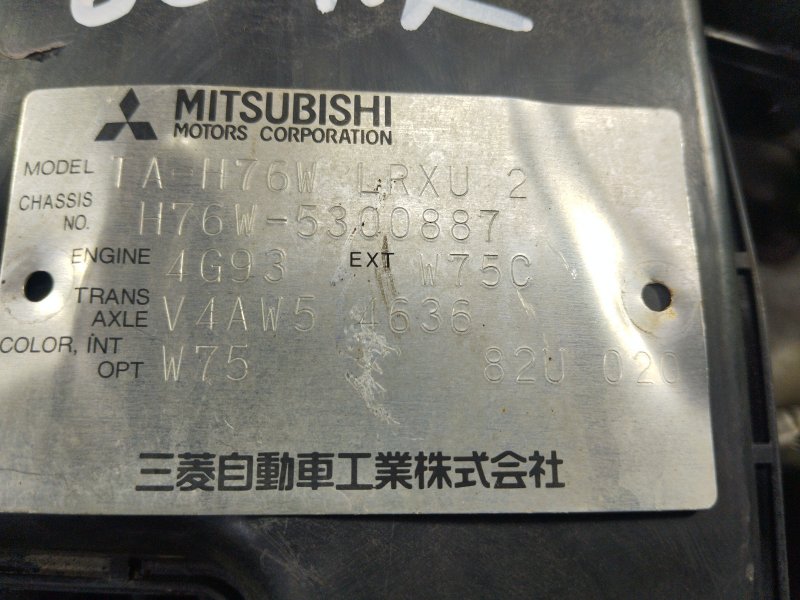 MITSUBISHI
MOTORS CORPORATION
MODEL TA-H76W LRXU 2
CHASSIS NO. H76W-5300887
ENGINE 4G93 EXT W75C
TRANS AXLE V4AW5 4636
COLOR, INT OPT W75 82U 020
三菱自動車工業株式会社